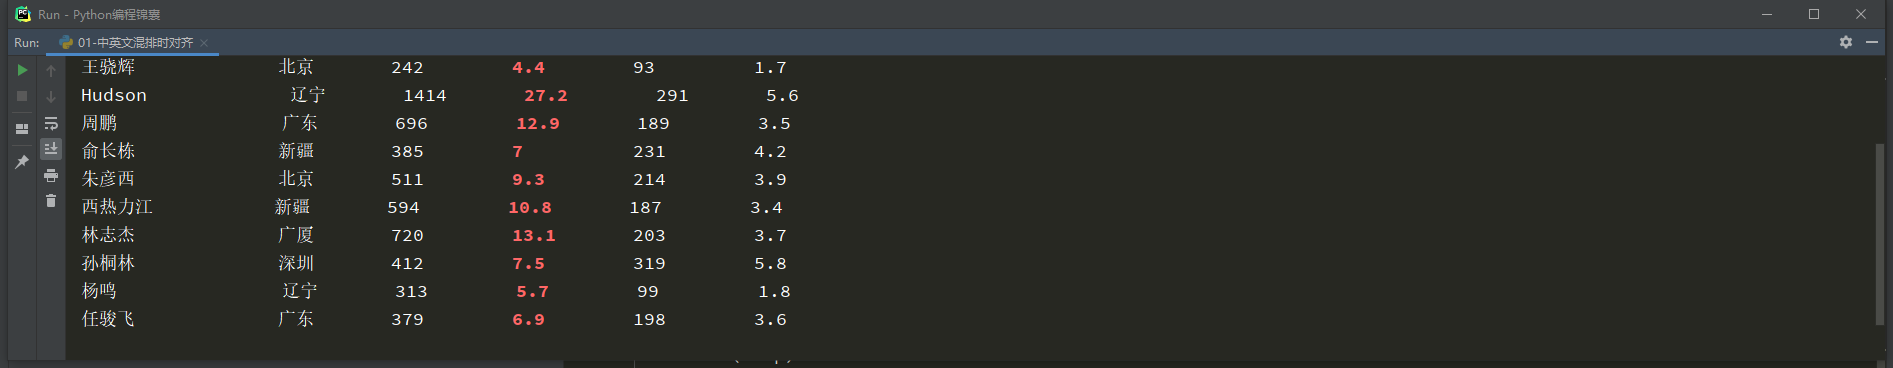 Run - Python编程锦囊
Run: 01-中英文混排时对齐
王骁辉 北京 242 4.4 93 1.7
Hudson 辽宁 1414 27.2 291 5.6
周鹏 广东 696 12.9 189 3.5
俞长栋 新疆 385 7 231 4.2
朱彦西 北京 511 9.3 214 3.9
西热力江 新疆 594 10.8 187 3.4
林志杰 广厦 720 13.1 203 3.7
孙桐林 深圳 412 7.5 319 5.8
杨鸣 辽宁 313 5.7 99 1.8
任骏飞 广东 379 6.9 198 3.6